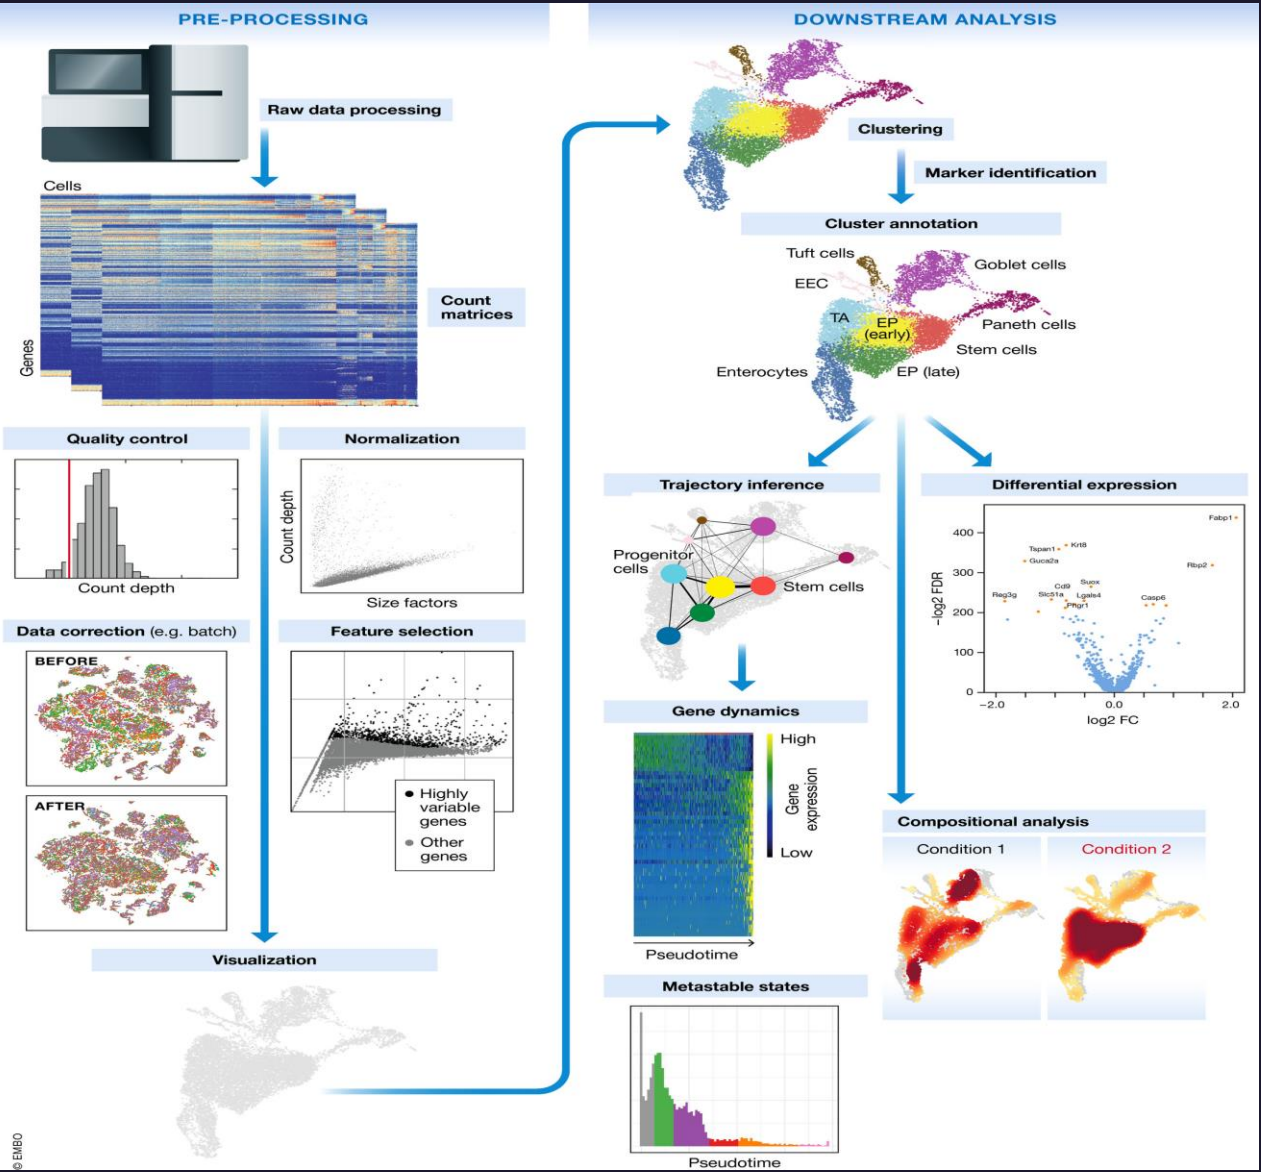 PRE-PROCESSING
Raw data processing
Cells
Genes
Count
matrices
Quality control
Count depth
Normalization
Count depth
Size factors
Data correction (e.g. batch)
BEFORE
AFTER
Feature selection
Highly
variable
genes
Other
genes
Visualization
© EMBO
DOWNSTREAM ANALYSIS
Clustering
Marker identification
Cluster annotation
Tuft cells
Goblet cells
EEC
TA
EP
(early)
Paneth cells
Stem cells
Enterocytes
EP (late)
Trajectory inference
Progenitor
cells
Stem cells
Gene dynamics
High
Gene
expression
Low
Pseudotime
Metastable states
Pseudotime
Differential expression
−log2 FDR
400
300
200
100
0
Fabp1
Krt8
Tspan1
Guca2a
Rbp2
Suox
Cd9
Reg3g
Slc51a
Lgals4
Casp6
Phgr1
−2.0
0.0
2.0
log2 FC
Compositional analysis
Condition 1
Condition 2